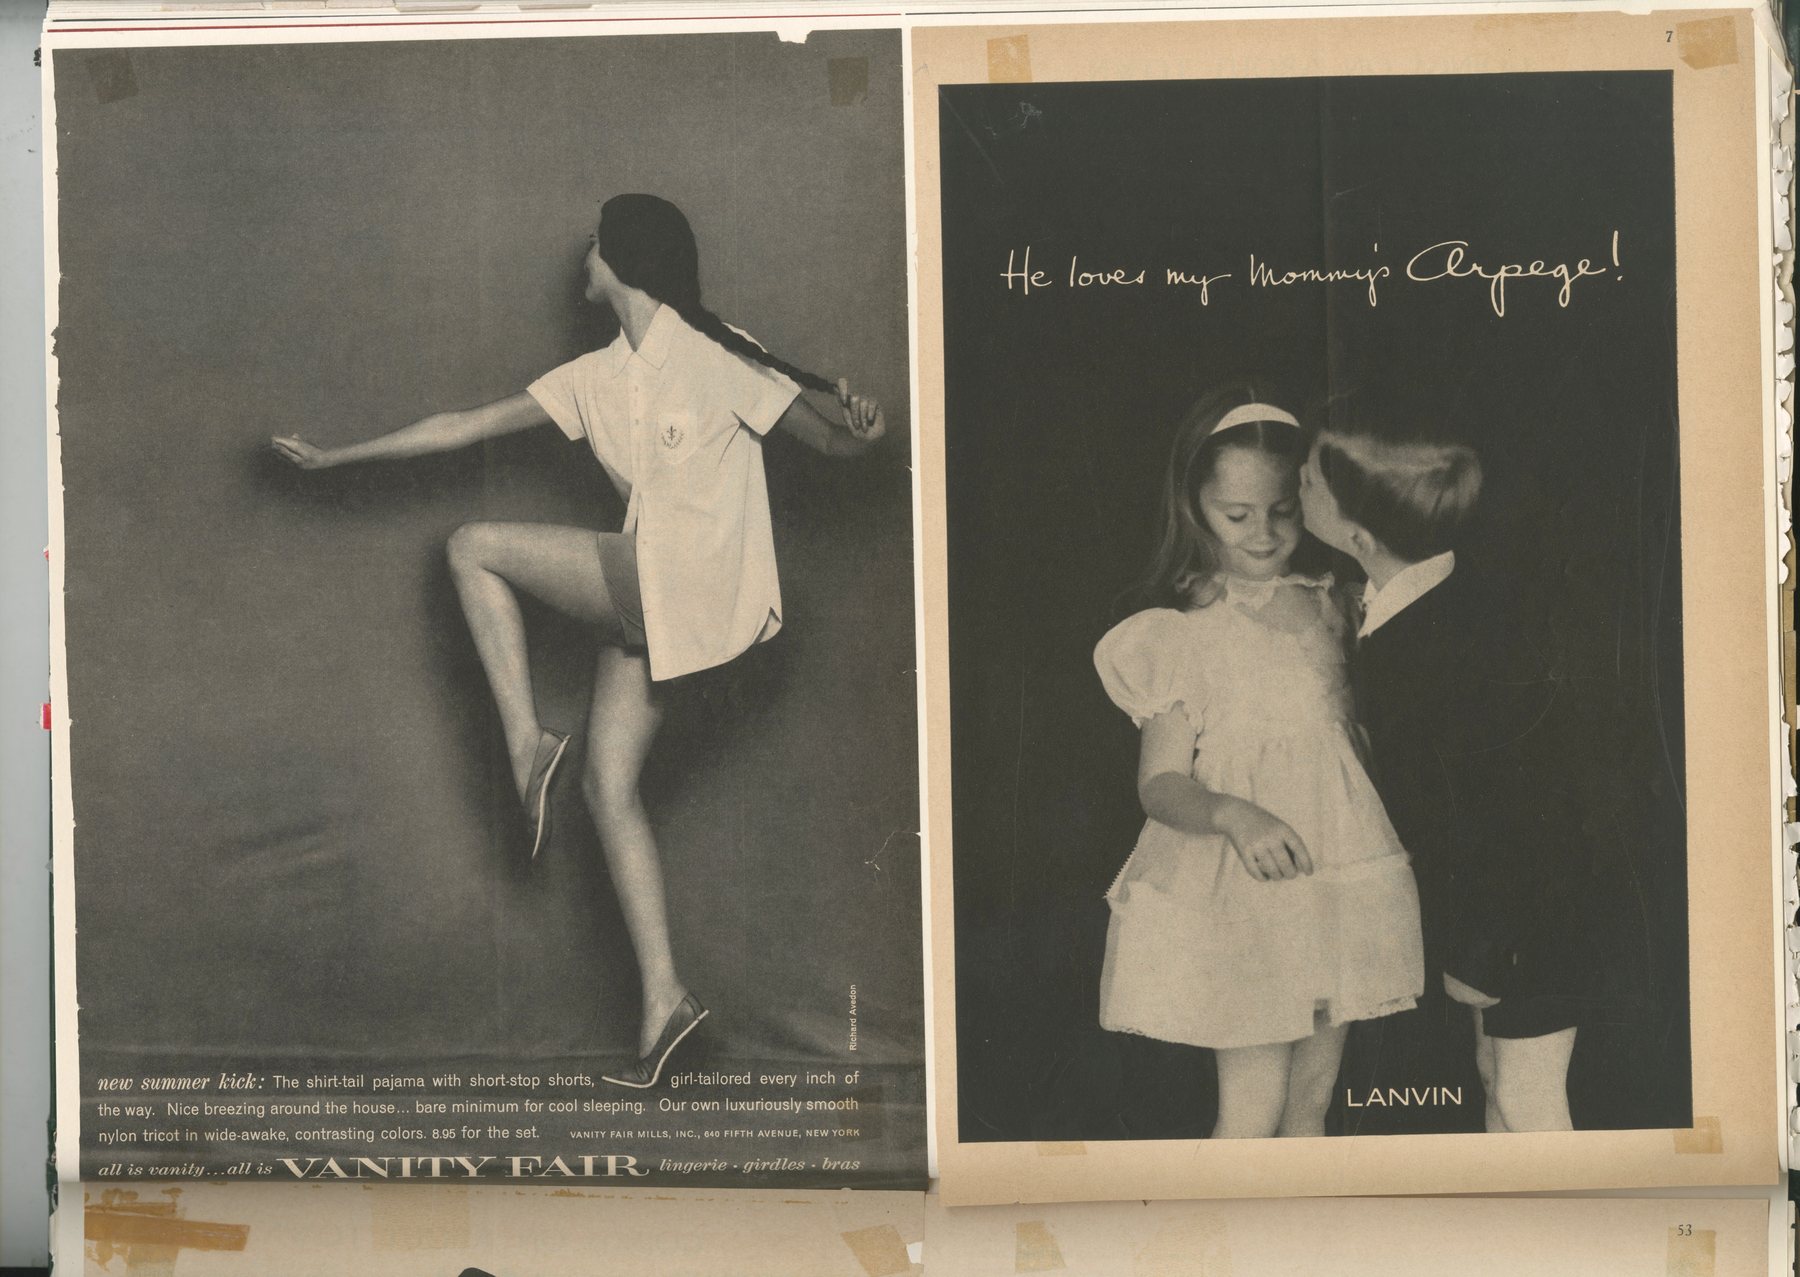 Richard Avedon
new summer kick: The shirt-tail pajama with short-stop shorts, girl-tailored every inch of
the way. Nice breezing around the house... bare minimum for cool sleeping. Our own luxuriously smooth
nylon tricot in wide-awake, contrasting colors. 8.95 for the set. VANITY FAIR MILLS, INC., 640 FIFTH AVENUE, NEW YORK
all is vanity...all is VANITY FAIR lingerie · girdles · bras
7
He loves my Mommy's Arpege!
LANVIN
53